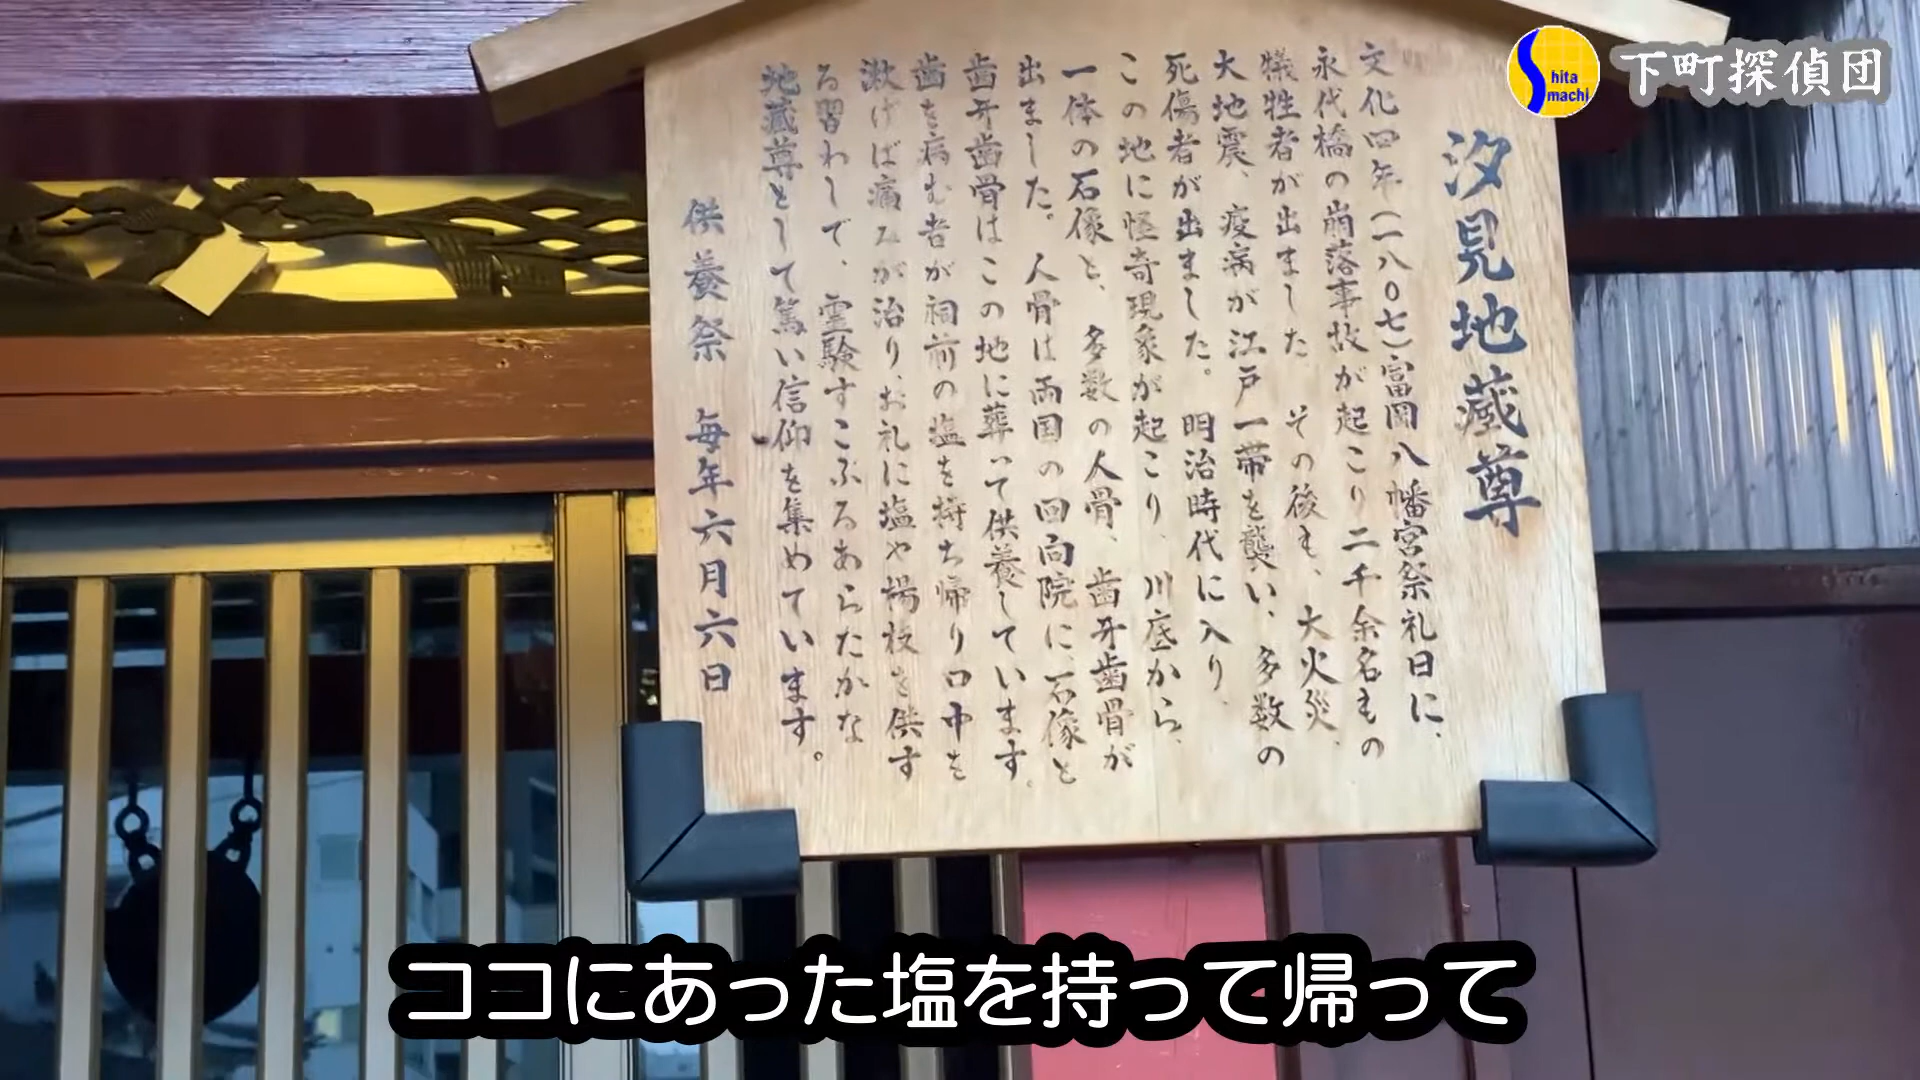 汐見地蔵尊
文化四年(一八〇七)富岡八幡宮祭礼日に、
永代橋の崩落事故が起こり二千余名もの
犠牲者が出ました その後も、大火災、
大地震、疫病が江戸一帯を襲い、多数の
死傷者が出ました。明治時代に入り、
この地に怪奇現象が起こり、川底から、
一体の石像と、多数の人骨、歯牙歯骨が
出ました。人骨は両国の回向院に、石像と
歯牙歯骨はこの地に葬って供養しています。
歯を病む者が祠前の塩を持ち帰り口中を
漱げば痛みが治り、お礼に塩や楊枝を供す
る習わしで、霊験すこぶるあらたかな
地蔵尊として篤い信仰を集めています。
供養祭 毎年六月六日
Shita machi
下町探偵団
ココにあった塩を持って帰って